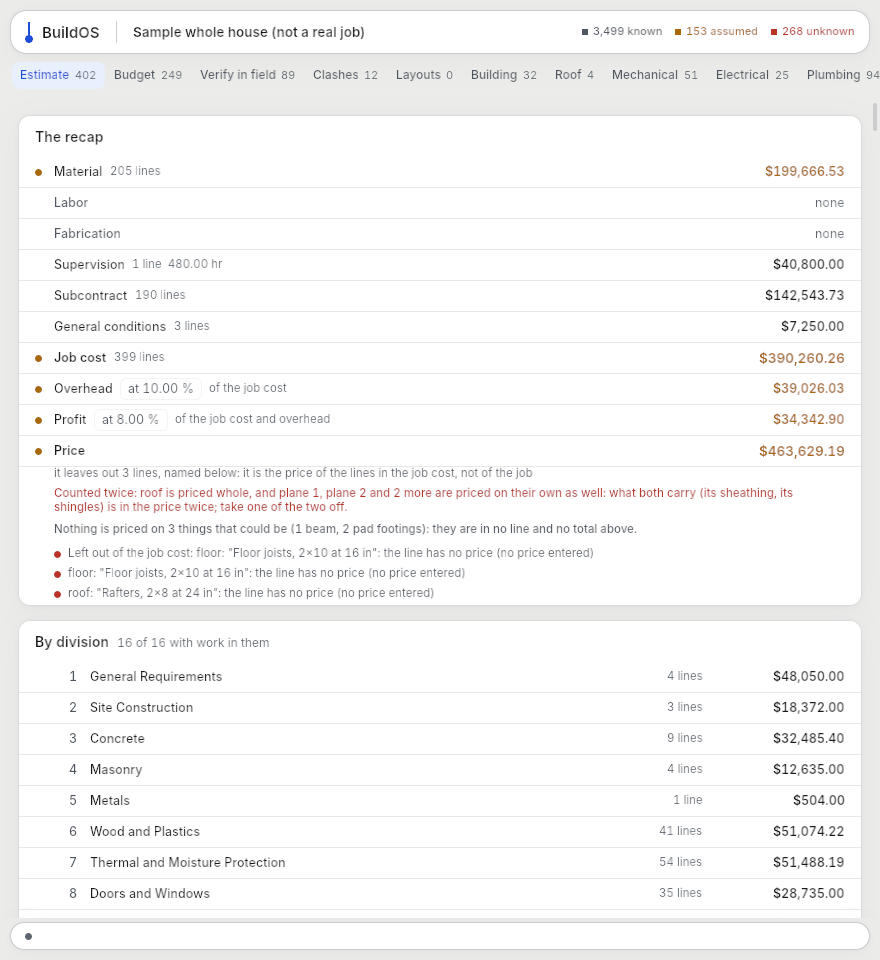 BuildOS
Sample whole house (not a real job)
3,499 known 153 assumed 268 unknown
Estimate 402 Budget 249 Verify in field 89 Clashes 12 Layouts 0 Building 32 Roof 4 Mechanical 51 Electrical 25 Plumbing 94
The recap
Material 205 lines $199,666.53
Labor none
Fabrication none
Supervision 1 line 480.00 hr $40,800.00
Subcontract 190 lines $142,543.73
General conditions 3 lines $7,250.00
Job cost 399 lines $390,260.26
Overhead at 10.00 % of the job cost $39,026.03
Profit at 8.00 % of the job cost and overhead $34,342.90
Price $463,629.19
it leaves out 3 lines, named below: it is the price of the lines in the job cost, not of the job
Counted twice: roof is priced whole, and plane 1, plane 2 and 2 more are priced on their own as well: what both carry (its sheathing, its
shingles) is in the price twice; take one of the two off.
Nothing is priced on 3 things that could be (1 beam, 2 pad footings): they are in no line and no total above.
Left out of the job cost: floor: "Floor joists, 2×10 at 16 in": the line has no price (no price entered)
floor: "Floor joists, 2×10 at 16 in": the line has no price (no price entered)
roof: "Rafters, 2×8 at 24 in": the line has no price (no price entered)
By division 16 of 16 with work in them
1 General Requirements 4 lines $48,050.00
2 Site Construction 3 lines $18,372.00
3 Concrete 9 lines $32,485.40
4 Masonry 4 lines $12,635.00
5 Metals 1 line $504.00
6 Wood and Plastics 41 lines $51,074.22
7 Thermal and Moisture Protection 54 lines $51,488.19
8 Doors and Windows 35 lines $28,735.00